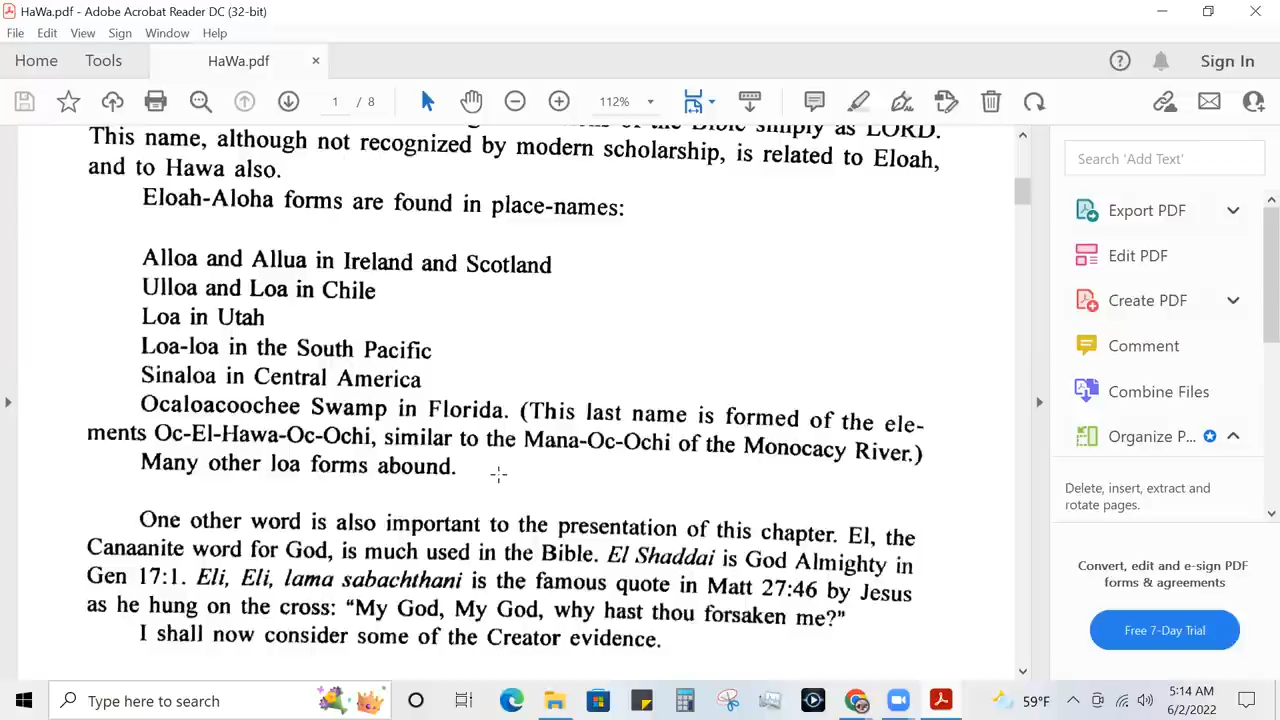 HaWa.pdf - Adobe Acrobat Reader DC (32-bit)
File Edit View Sign Window Help
Home Tools HaWa.pdf Sign In
1 / 8 112%
of the Bible simply as LORD.
This name, although not recognized by modern scholarship, is related to Eloah,
and to Hawa also.
Eloah-Aloha forms are found in place-names:
Alloa and Allua in Ireland and Scotland
Ulloa and Loa in Chile
Loa in Utah
Loa-loa in the South Pacific
Sinaloa in Central America
Ocaloacoochee Swamp in Florida. (This last name is formed of the ele-
ments Oc-El-Hawa-Oc-Ochi, similar to the Mana-Oc-Ochi of the Monocacy River.)
Many other loa forms abound.
One other word is also important to the presentation of this chapter. El, the
Canaanite word for God, is much used in the Bible. El Shaddai is God Almighty in
Gen 17:1. Eli, Eli, lama sabachthani is the famous quote in Matt 27:46 by Jesus
as he hung on the cross: “My God, My God, why hast thou forsaken me?”
I shall now consider some of the Creator evidence.
Search 'Add Text'
Export PDF
Edit PDF
Create PDF
Comment
Combine Files
Organize P...
Delete, insert, extract and
rotate pages.
Convert, edit and e-sign PDF
forms & agreements
Free 7-Day Trial
Type here to search
59°F
5:14 AM
6/2/2022